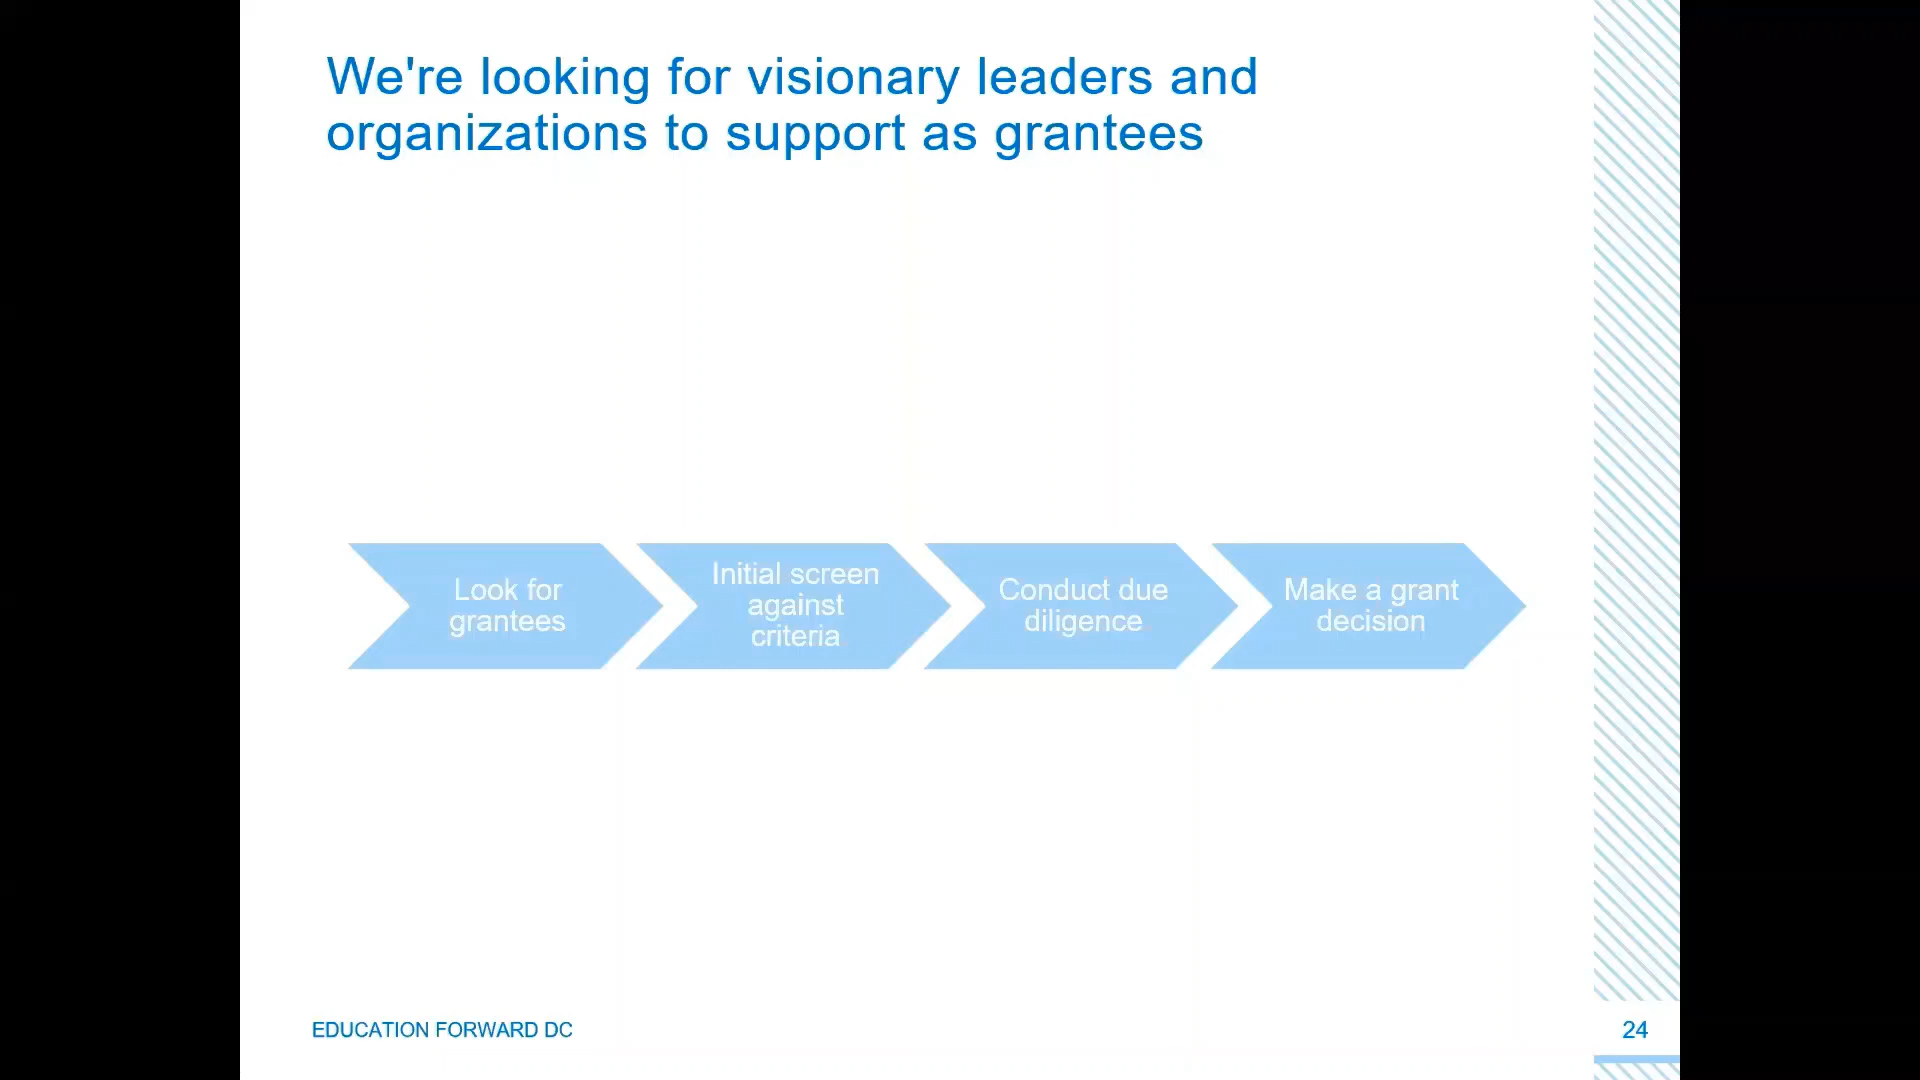 We're looking for visionary leaders and
organizations to support as grantees
Look for
grantees
Initial screen
against
criteria
Conduct due
diligence
Make a grant
decision
EDUCATION FORWARD DC
24